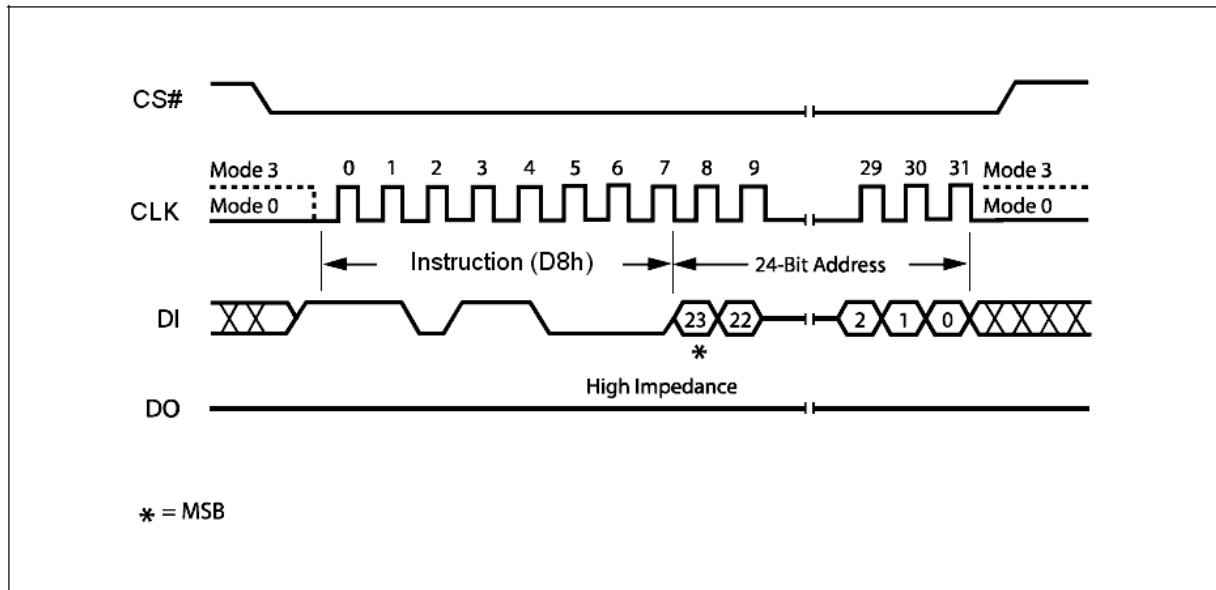 CS#
Mode 3
0 1 2 3 4 5 6 7 8 9 29 30 31
Mode 3
CLK
Mode 0
Mode 0
Instruction (D8h)
24-Bit Address
DI
23 22 2 1 0
*
High Impedance
DO
* = MSB